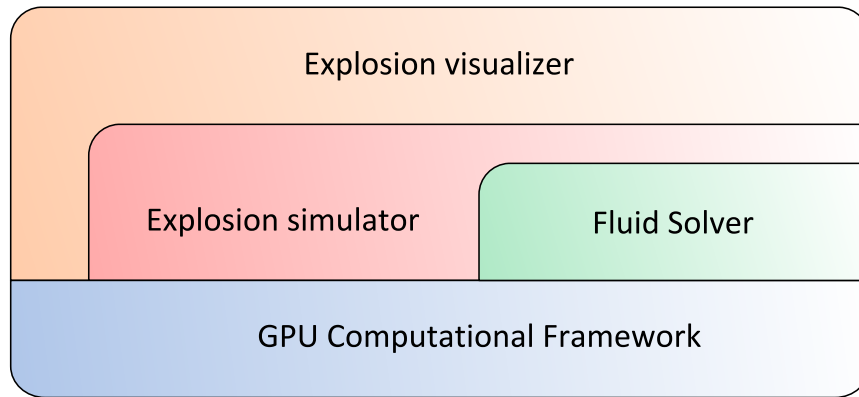 Explosion visualizer
Explosion simulator
Fluid Solver
GPU Computational Framework